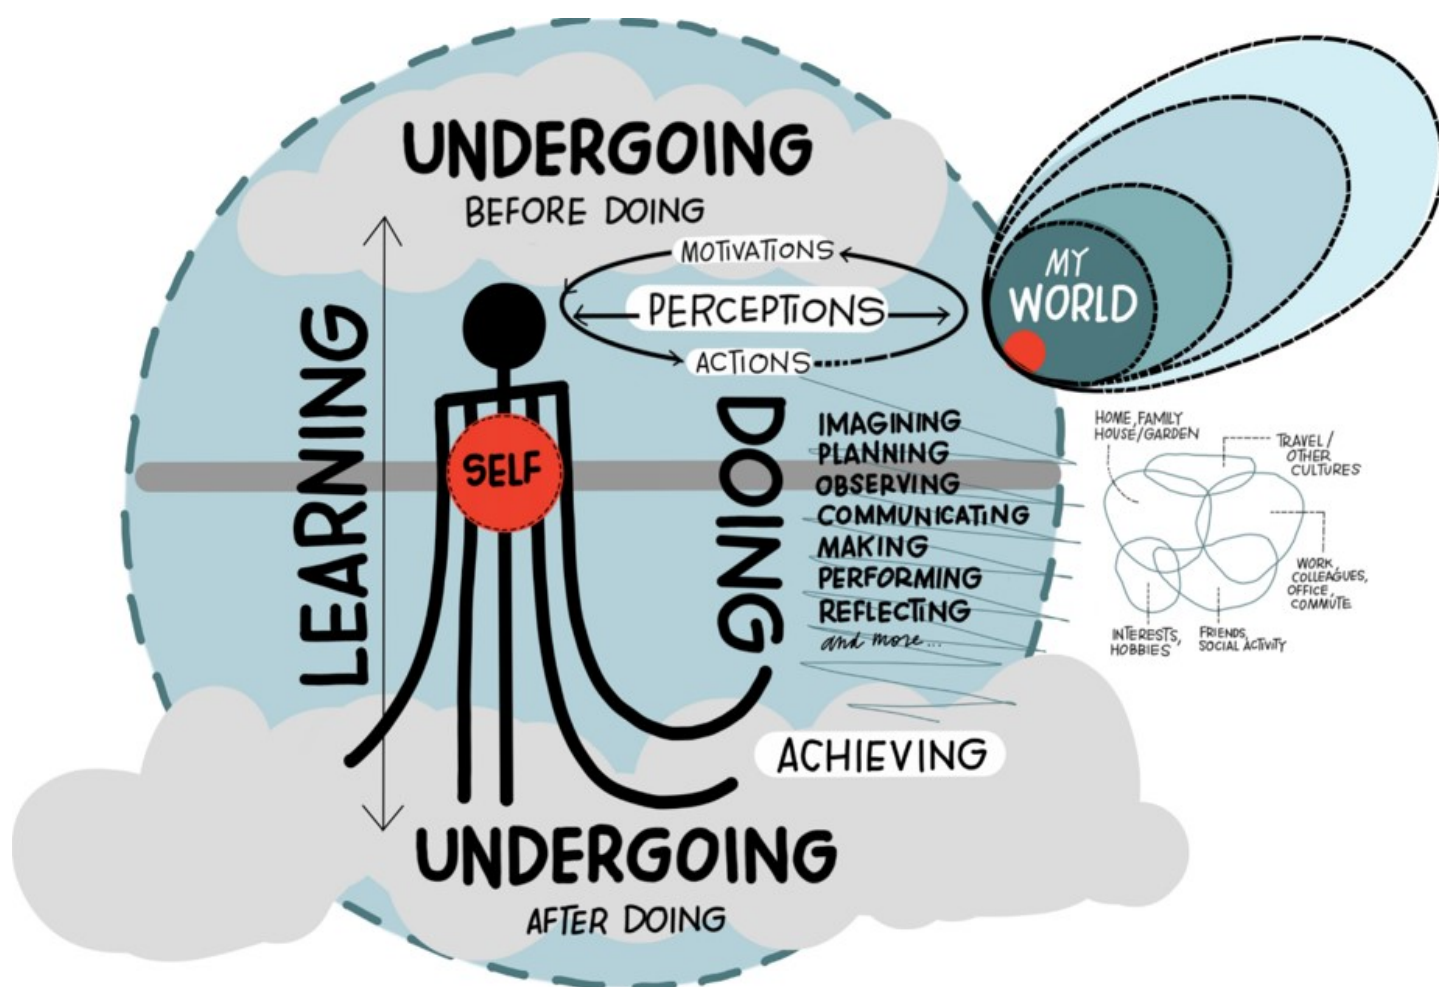 UNDERGOING
BEFORE DOING
MOTIVATIONS
PERCEPTIONS
ACTIONS
MY
WORLD
LEARNING
SELF
DOING
IMAGINING
PLANNING
OBSERVING
COMMUNICATING
MAKING
PERFORMING
REFLECTING
and more...
HOME, FAMILY
HOUSE/GARDEN
TRAVEL/
OTHER
CULTURES
WORK,
COLLEAGUES,
OFFICE,
COMMUTE
INTERESTS,
HOBBIES
FRIENDS,
SOCIAL ACTIVITY
ACHIEVING
UNDERGOING
AFTER DOING